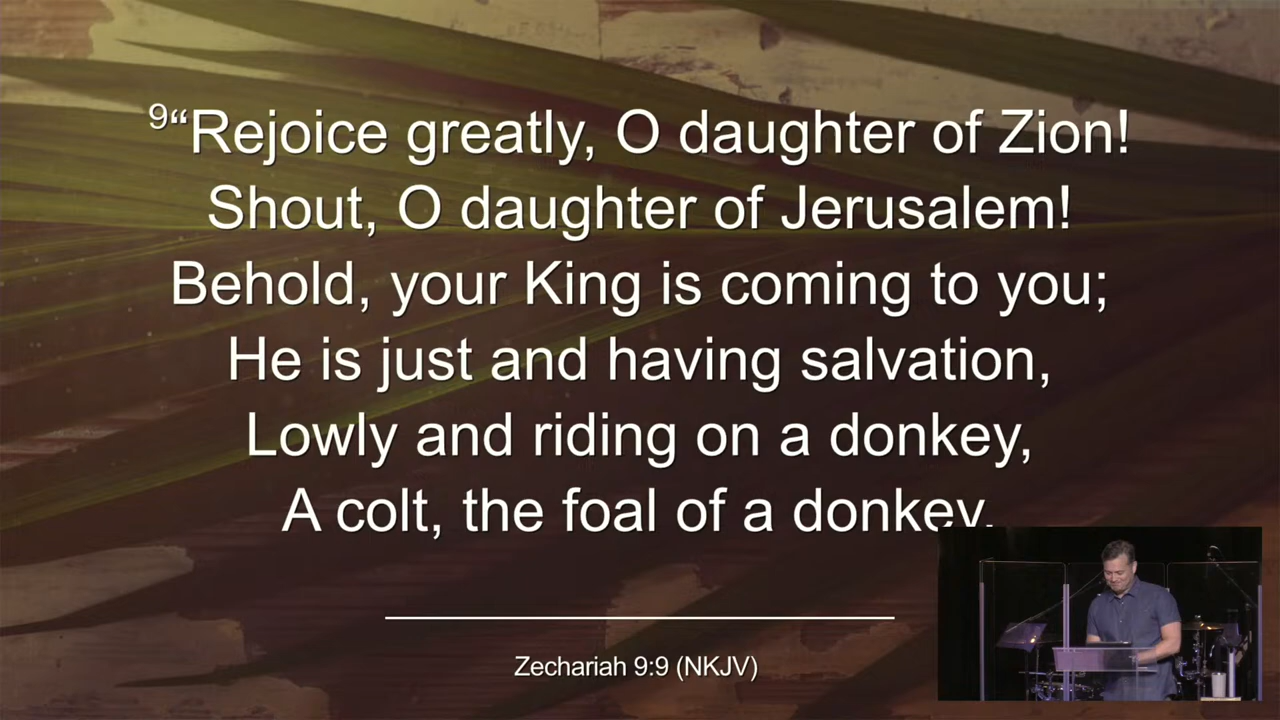 9“Rejoice greatly, O daughter of Zion!
Shout, O daughter of Jerusalem!
Behold, your King is coming to you;
He is just and having salvation,
Lowly and riding on a donkey,
A colt, the foal of a donkey.
Zechariah 9:9 (NKJV)